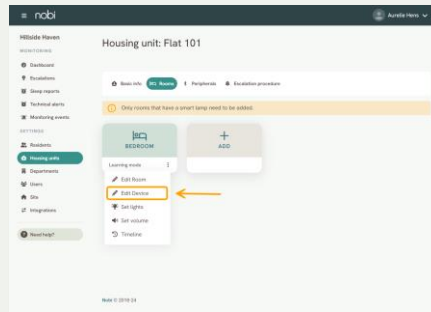 nobi
Aurelie Hens
Hillside Haven
MONITORING
Dashboard
Escalations
Sleep reports
Technical alerts
Monitoring events
SETTINGS
Residents
Housing units
Departments
Users
Site
Integrations
Need help?
Housing unit: Flat 101
Basic info
Rooms
Peripherals
Escalation procedure
Only rooms that have a smart lamp need to be added.
BEDROOM
ADD
Learning mode
Edit Room
Edit Device
Set lights
Set volume
Timeline
Nobi © 2018-24